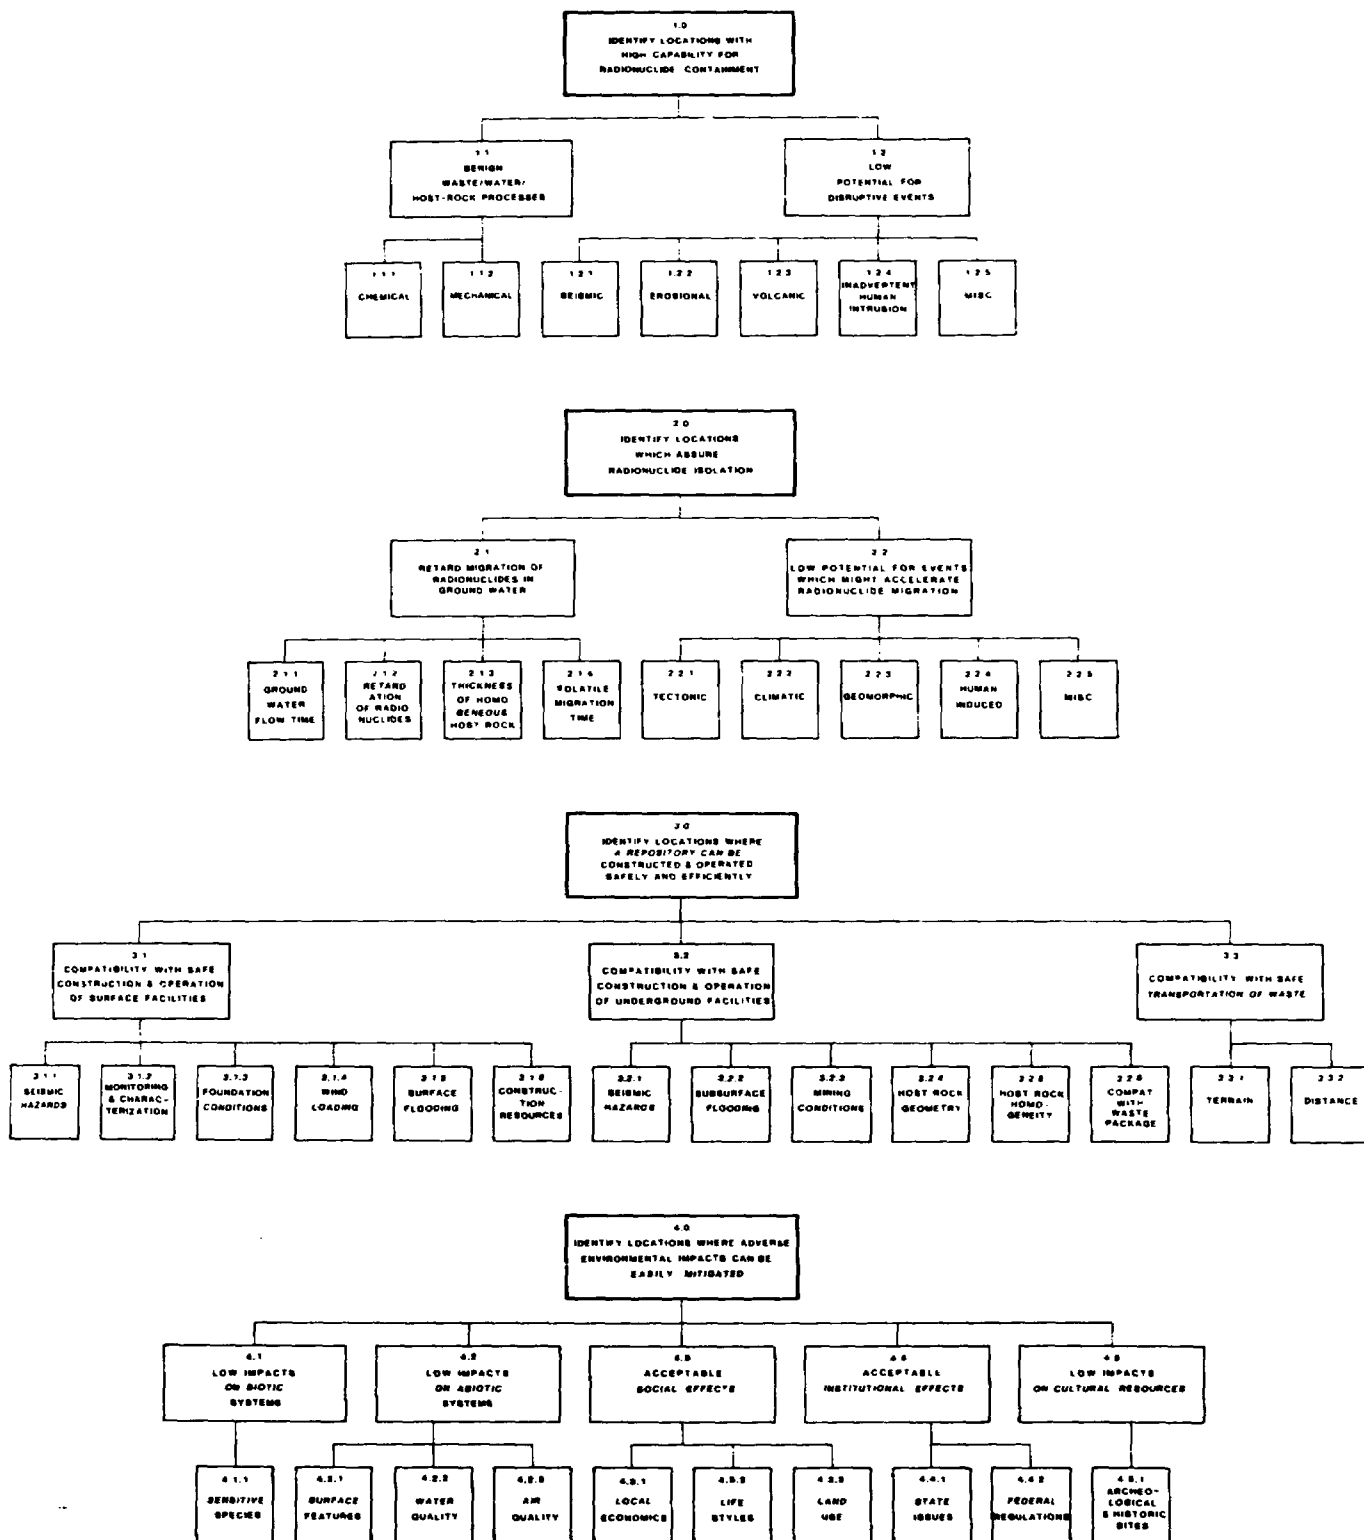 1.0
IDENTIFY LOCATIONS WITH
HIGH CAPABILITY FOR
RADIONUCLIDE CONTAINMENT
1.1
BENIGN
WASTE/WATER/
HOST-ROCK PROCESSES
1.2
LOW
POTENTIAL FOR
DISRUPTIVE EVENTS
1.1.1
CHEMICAL
1.1.2
MECHANICAL
1.2.1
SEISMIC
1.2.2
EROSIONAL
1.2.3
VOLCANIC
1.2.4
INADVERTENT
HUMAN
INTRUSION
1.2.5
MISC
2.0
IDENTIFY LOCATIONS
WHICH ASSURE
RADIONUCLIDE ISOLATION
2.1
RETARD MIGRATION OF
RADIONUCLIDES IN
GROUND WATER
2.2
LOW POTENTIAL FOR EVENTS
WHICH MIGHT ACCELERATE
RADIONUCLIDE MIGRATION
2.1.1
GROUND
WATER
FLOW TIME
2.1.2
RETARD
ATION
OF RADIO
NUCLIDES
2.1.3
THICKNESS
OF HOMO
GENEOUS
HOST ROCK
2.1.4
MIGRATION
TIME
2.2.1
TECTONIC
2.2.2
CLIMATIC
2.2.3
GEOMORPHIC
2.2.4
HUMAN
INDUCED
2.2.5
MISC
3.0
IDENTIFY LOCATIONS WHERE
A REPOSITORY CAN BE
CONSTRUCTED & OPERATED
SAFELY AND EFFICIENTLY
3.1
COMPATIBILITY WITH SAFE
CONSTRUCTION & OPERATION
OF SURFACE FACILITIES
3.2
COMPATIBILITY WITH SAFE
CONSTRUCTION & OPERATION
OF UNDERGROUND FACILITIES
3.3
COMPATIBILITY WITH SAFE
TRANSPORTATION OF WASTE
3.1.1
SEISMIC
HAZARDS
3.1.2
MONITORING
& CHARAC-
TERIZATION
3.1.3
FOUNDATION
CONDITIONS
3.1.4
WIND
LOADING
3.1.5
SURFACE
FLOODING
3.1.6
CONSTRUC-
TION
RESOURCES
3.2.1
SEISMIC
HAZARDS
3.2.2
SUBSURFACE
FLOODING
3.2.3
MINING
CONDITIONS
3.2.4
HOST ROCK
GEOMETRY
3.2.5
HOST ROCK
HOMO-
GENEITY
3.2.6
COMPAT
WITH
WASTE
PACKAGE
3.3.1
TERRAIN
3.3.2
DISTANCE
4.0
IDENTIFY LOCATIONS WHERE ADVERSE
ENVIRONMENTAL IMPACTS CAN BE
EASILY MITIGATED
4.1
LOW IMPACTS
ON BIOTIC
SYSTEMS
4.2
LOW IMPACTS
ON ABIOTIC
SYSTEMS
4.3
ACCEPTABLE
SOCIAL EFFECTS
4.4
ACCEPTABLE
INSTITUTIONAL EFFECTS
4.5
LOW IMPACTS
ON CULTURAL RESOURCES
4.1.1
SENSITIVE
SPECIES
4.2.1
SURFACE
FEATURES
4.2.2
WATER
QUALITY
4.2.3
AIR
QUALITY
4.3.1
LOCAL
ECONOMICS
4.3.2
LIFE
STYLES
4.3.3
LAND
USE
4.4.1
STATE
ISSUES
4.4.2
FEDERAL
REGULATIONS
4.5.1
ARCHEO-
LOGICAL
& HISTORIC
SITES